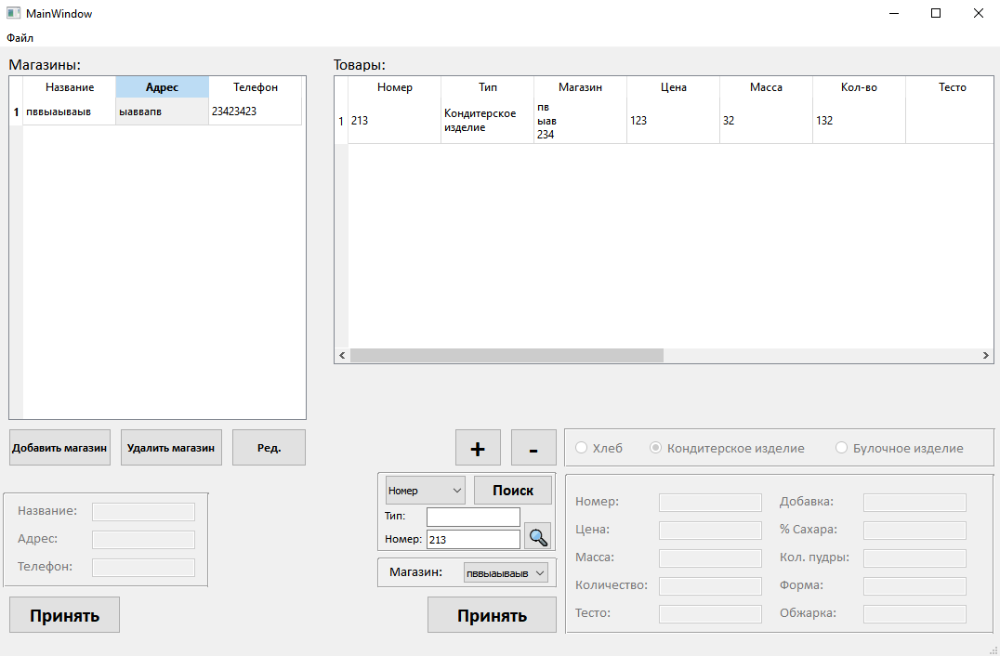 MainWindow
Файл
Магазины:
Название Адрес Телефон
1 пввыаываыв ыаввапв 23423423
Товары:
Номер Тип Магазин Цена Масса Кол-во Тесто
1 213 Кондитерское изделие пв ыав 234 123 32 132
Добавить магазин Удалить магазин Ред.
Название:
Адрес:
Телефон:
Принять
+ -
Номер Поиск
Тип:
Номер: 213
Магазин: пввыаываыв
Принять
Хлеб Кондитерское изделие Булочное изделие
Номер: Добавка:
Цена: % Сахара:
Масса: Кол. пудры:
Количество: Форма:
Тесто: Обжарка: